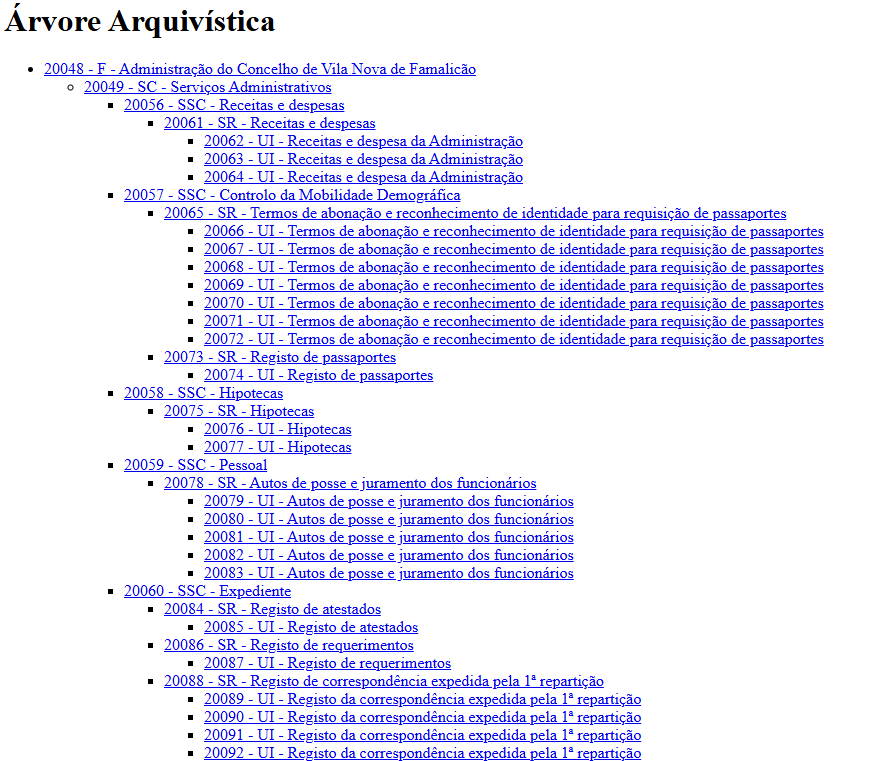 Árvore Arquivística
20048 - F - Administração do Concelho de Vila Nova de Famalicão
20049 - SC - Serviços Administrativos
20056 - SSC - Receitas e despesas
20061 - SR - Receitas e despesas
20062 - UI - Receitas e despesa da Administração
20063 - UI - Receitas e despesa da Administração
20064 - UI - Receitas e despesa da Administração
20057 - SSC - Controlo da Mobilidade Demográfica
20065 - SR - Termos de abonação e reconhecimento de identidade para requisição de passaportes
20066 - UI - Termos de abonação e reconhecimento de identidade para requisição de passaportes
20067 - UI - Termos de abonação e reconhecimento de identidade para requisição de passaportes
20068 - UI - Termos de abonação e reconhecimento de identidade para requisição de passaportes
20069 - UI - Termos de abonação e reconhecimento de identidade para requisição de passaportes
20070 - UI - Termos de abonação e reconhecimento de identidade para requisição de passaportes
20071 - UI - Termos de abonação e reconhecimento de identidade para requisição de passaportes
20072 - UI - Termos de abonação e reconhecimento de identidade para requisição de passaportes
20073 - SR - Registo de passaportes
20074 - UI - Registo de passaportes
20058 - SSC - Hipotecas
20075 - SR - Hipotecas
20076 - UI - Hipotecas
20077 - UI - Hipotecas
20059 - SSC - Pessoal
20078 - SR - Autos de posse e juramento dos funcionários
20079 - UI - Autos de posse e juramento dos funcionários
20080 - UI - Autos de posse e juramento dos funcionários
20081 - UI - Autos de posse e juramento dos funcionários
20082 - UI - Autos de posse e juramento dos funcionários
20083 - UI - Autos de posse e juramento dos funcionários
20060 - SSC - Expediente
20084 - SR - Registo de atestados
20085 - UI - Registo de atestados
20086 - SR - Registo de requerimentos
20087 - UI - Registo de requerimentos
20088 - SR - Registo de correspondência expedida pela 1ª repartição
20089 - UI - Registo da correspondência expedida pela 1ª repartição
20090 - UI - Registo da correspondência expedida pela 1ª repartição
20091 - UI - Registo da correspondência expedida pela 1ª repartição
20092 - UI - Registo da correspondência expedida pela 1ª repartição